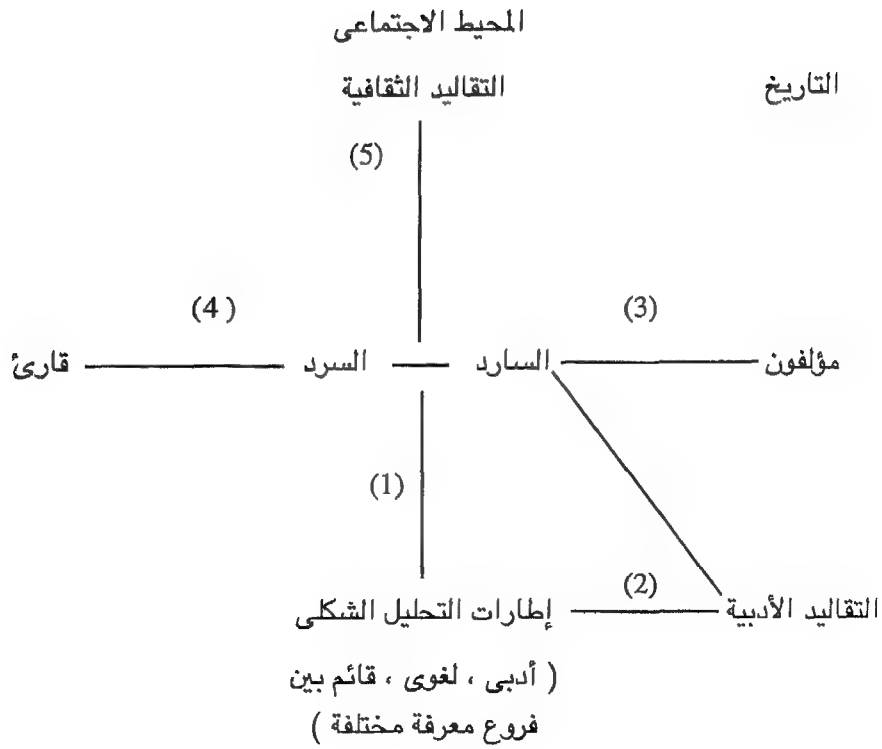 المحيط الاجتماعى
التاريخ التقاليد الثقافية
(5)
(3) (4)
مؤلفون السارد السرد قارئ
(1)
(2)
التقاليد الأدبية إطارات التحليل الشكلى
( أدبى ، لغوى ، قائم بين
فروع معرفة مختلفة )